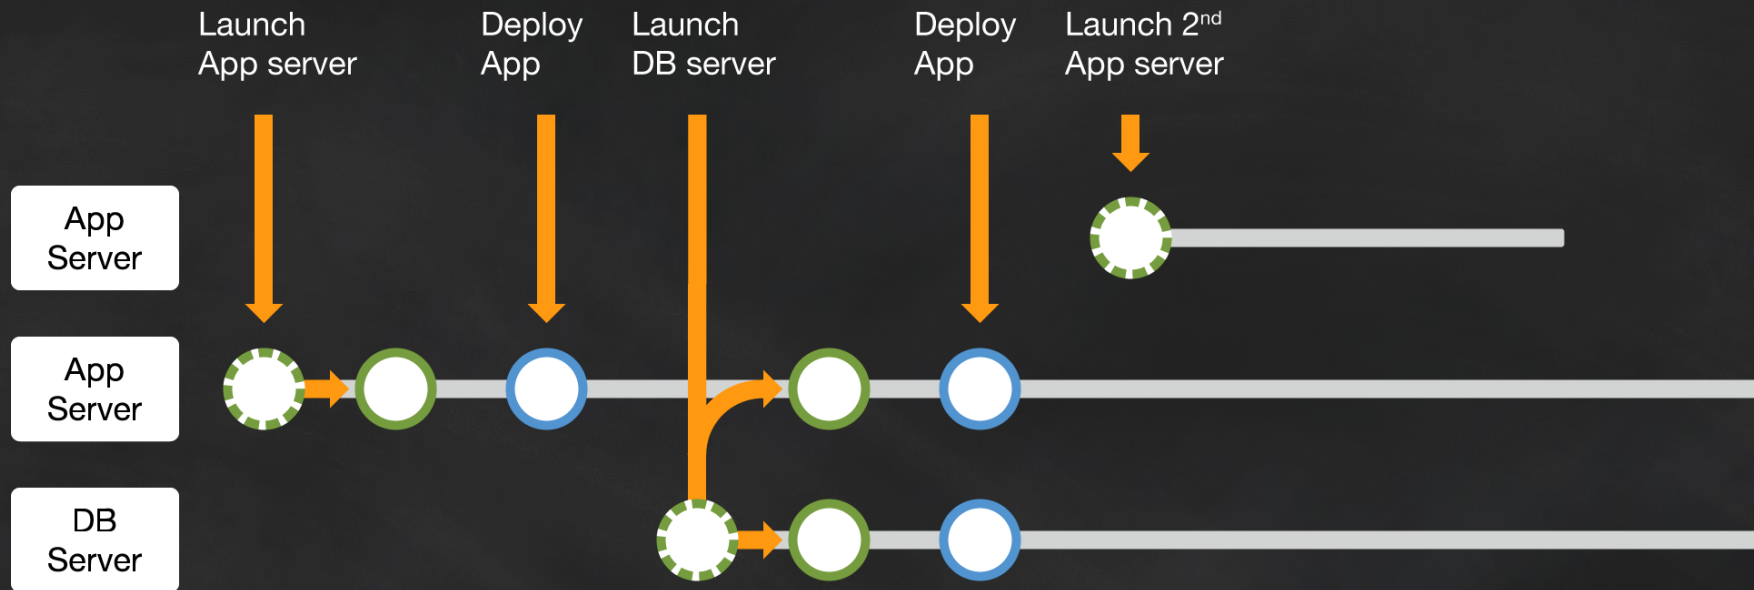 Launch
App server
Deploy
App
Launch
DB server
Deploy
App
Launch 2nd
App server
App
Server
App
Server
DB
Server